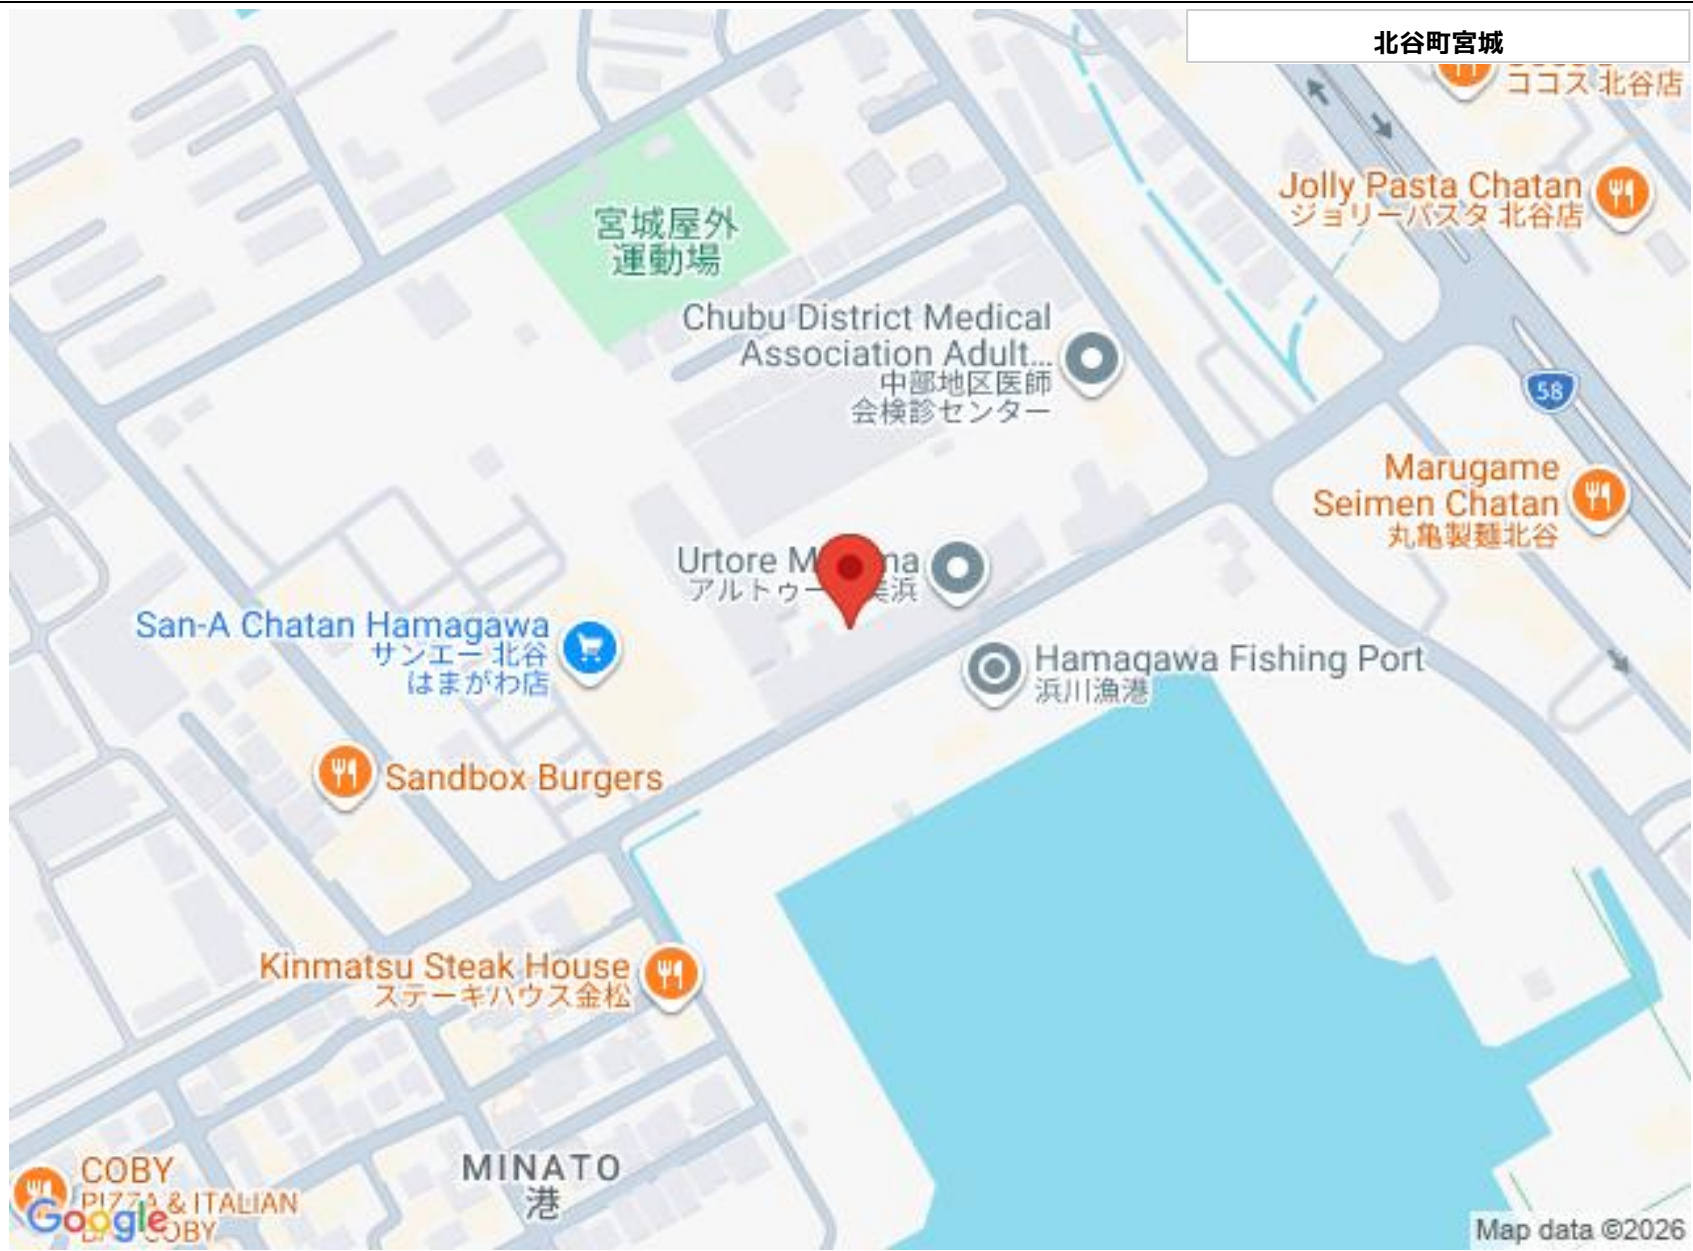 北谷町宮城
ココス 北谷店
Jolly Pasta Chatan
ジョリーパスタ 北谷店
宮城屋外
運動場
Chubu District Medical
Association Adult...
中部地区医師
会検診センター
58
Marugame
Seimen Chatan
丸亀製麺北谷
Urtore M
na
アルトゥー
美浜
San-A Chatan Hamagawa
サンエー 北谷
はまがわ店
Hamagawa Fishing Port
浜川漁港
Sandbox Burgers
Kinmatsu Steak House
ステーキハウス金松
MINATO
港
COBY
PIZZA & ITALIAN
COBY
Google
Map data ©2026